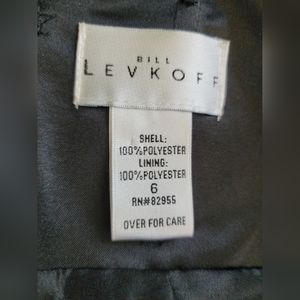 BILL
LEVKOFF
SHELL:
100%POLYESTER
LINING:
100%POLYESTER
6
RN#82955
OVER FOR CARE